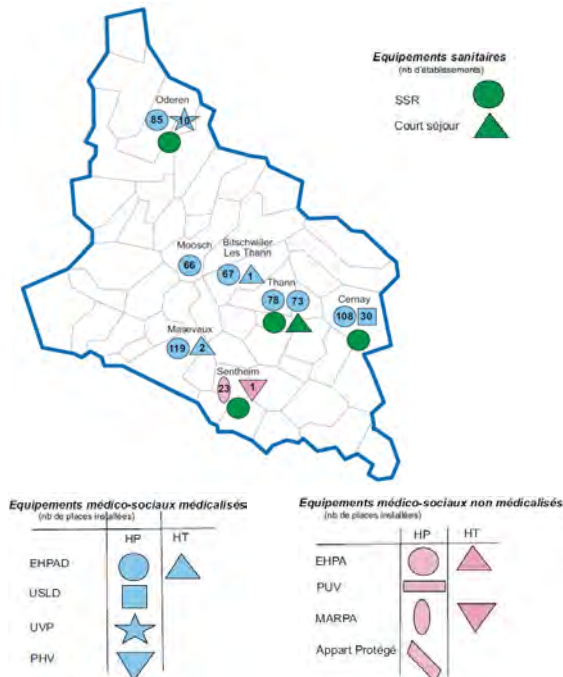 Equipements sanitaires
(nb d'établissements)
SSR
Court séjour
Oderen
85 10
Moosch
66
Bitschwiller
Les Thann
67 1
Thann
78 73
Cernay
108 30
Masevaux
119 2
Sentheim
23 1
Equipements médico-sociaux médicalisés
(nb de places installées)
HP HT
EHPAD
USLD
UVP
PHV
Equipements médico-sociaux non médicalisés
(nb de places installées)
HP HT
EHPA
PUV
MARPA
Appart Protégé